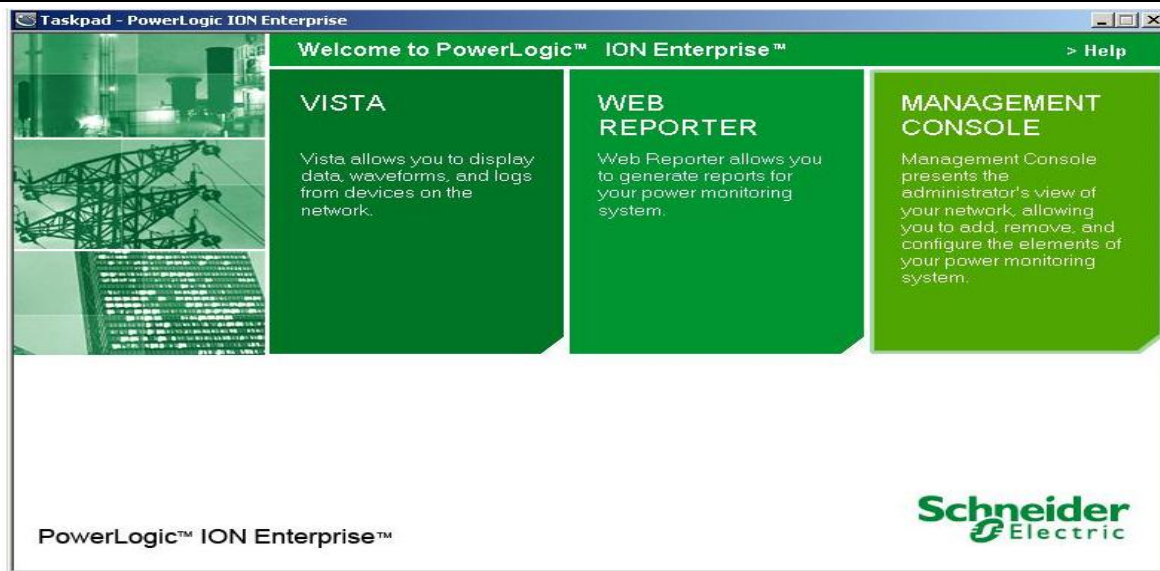 Taskpad - PowerLogic ION Enterprise
Welcome to PowerLogic™ ION Enterprise™
> Help
VISTA
Vista allows you to display
data, waveforms, and logs
from devices on the
network.
WEB
REPORTER
Web Reporter allows you
to generate reports for
your power monitoring
system.
MANAGEMENT
CONSOLE
Management Console
presents the
administrator's view of
your network, allowing
you to add, remove, and
configure the elements of
your power monitoring
system.
PowerLogic™ ION Enterprise™
Schneider
Electric